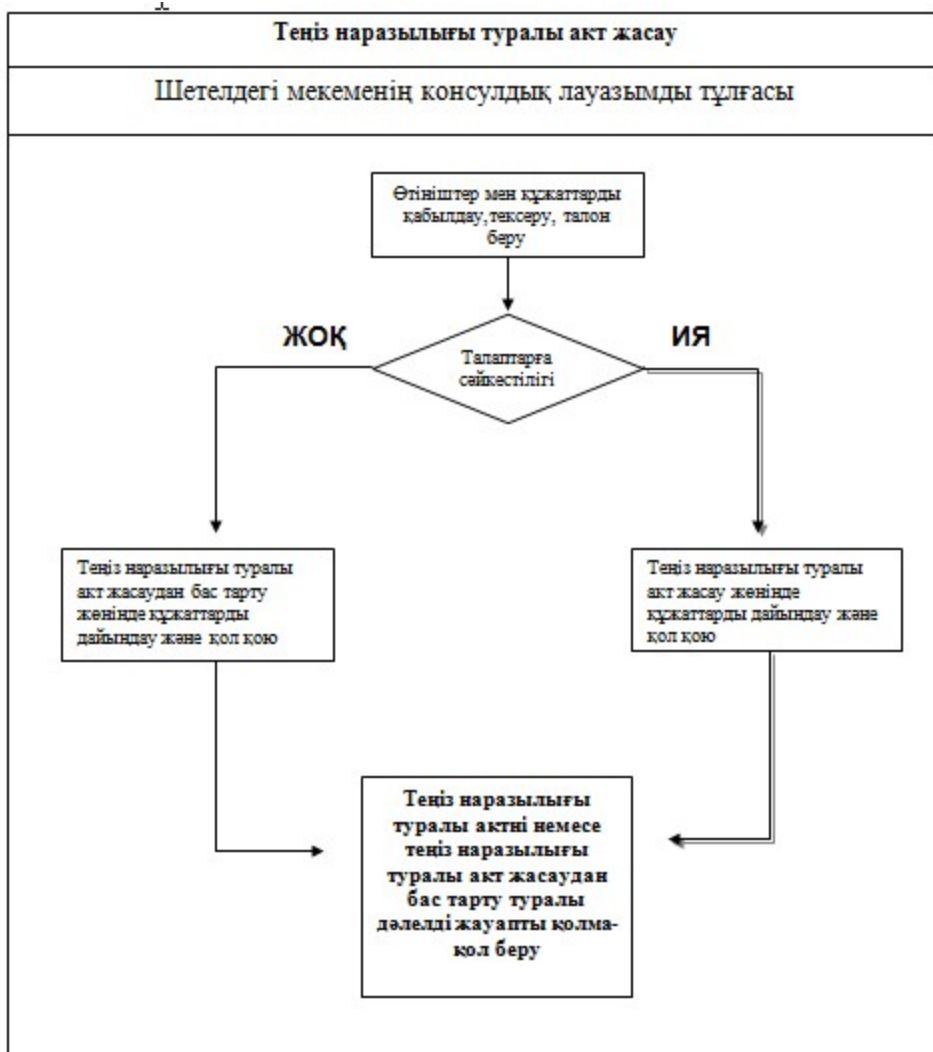 Теңіз наразылығы туралы акт жасау
Шетелдегі мекеменің консулдық лауазымды тұлғасы
Өтініштер мен құжаттарды
қабылдау,тексеру, талон
беру
ЖОҚ
ИЯ
Талаптарға
сәйкестілігі
Теңіз наразылығы туралы
акт жасаудан бас тарту
жөнінде құжаттарды
дайындау және қол қою
Теңіз наразылығы туралы
акт жасау жөнінде
құжаттарды дайындау және
қол қою
Теңіз наразылығы
туралы актні немесе
теңіз наразылығы
туралы акт жасаудан
бас тарту туралы
дәлелді жауапты қолма-
қол беру